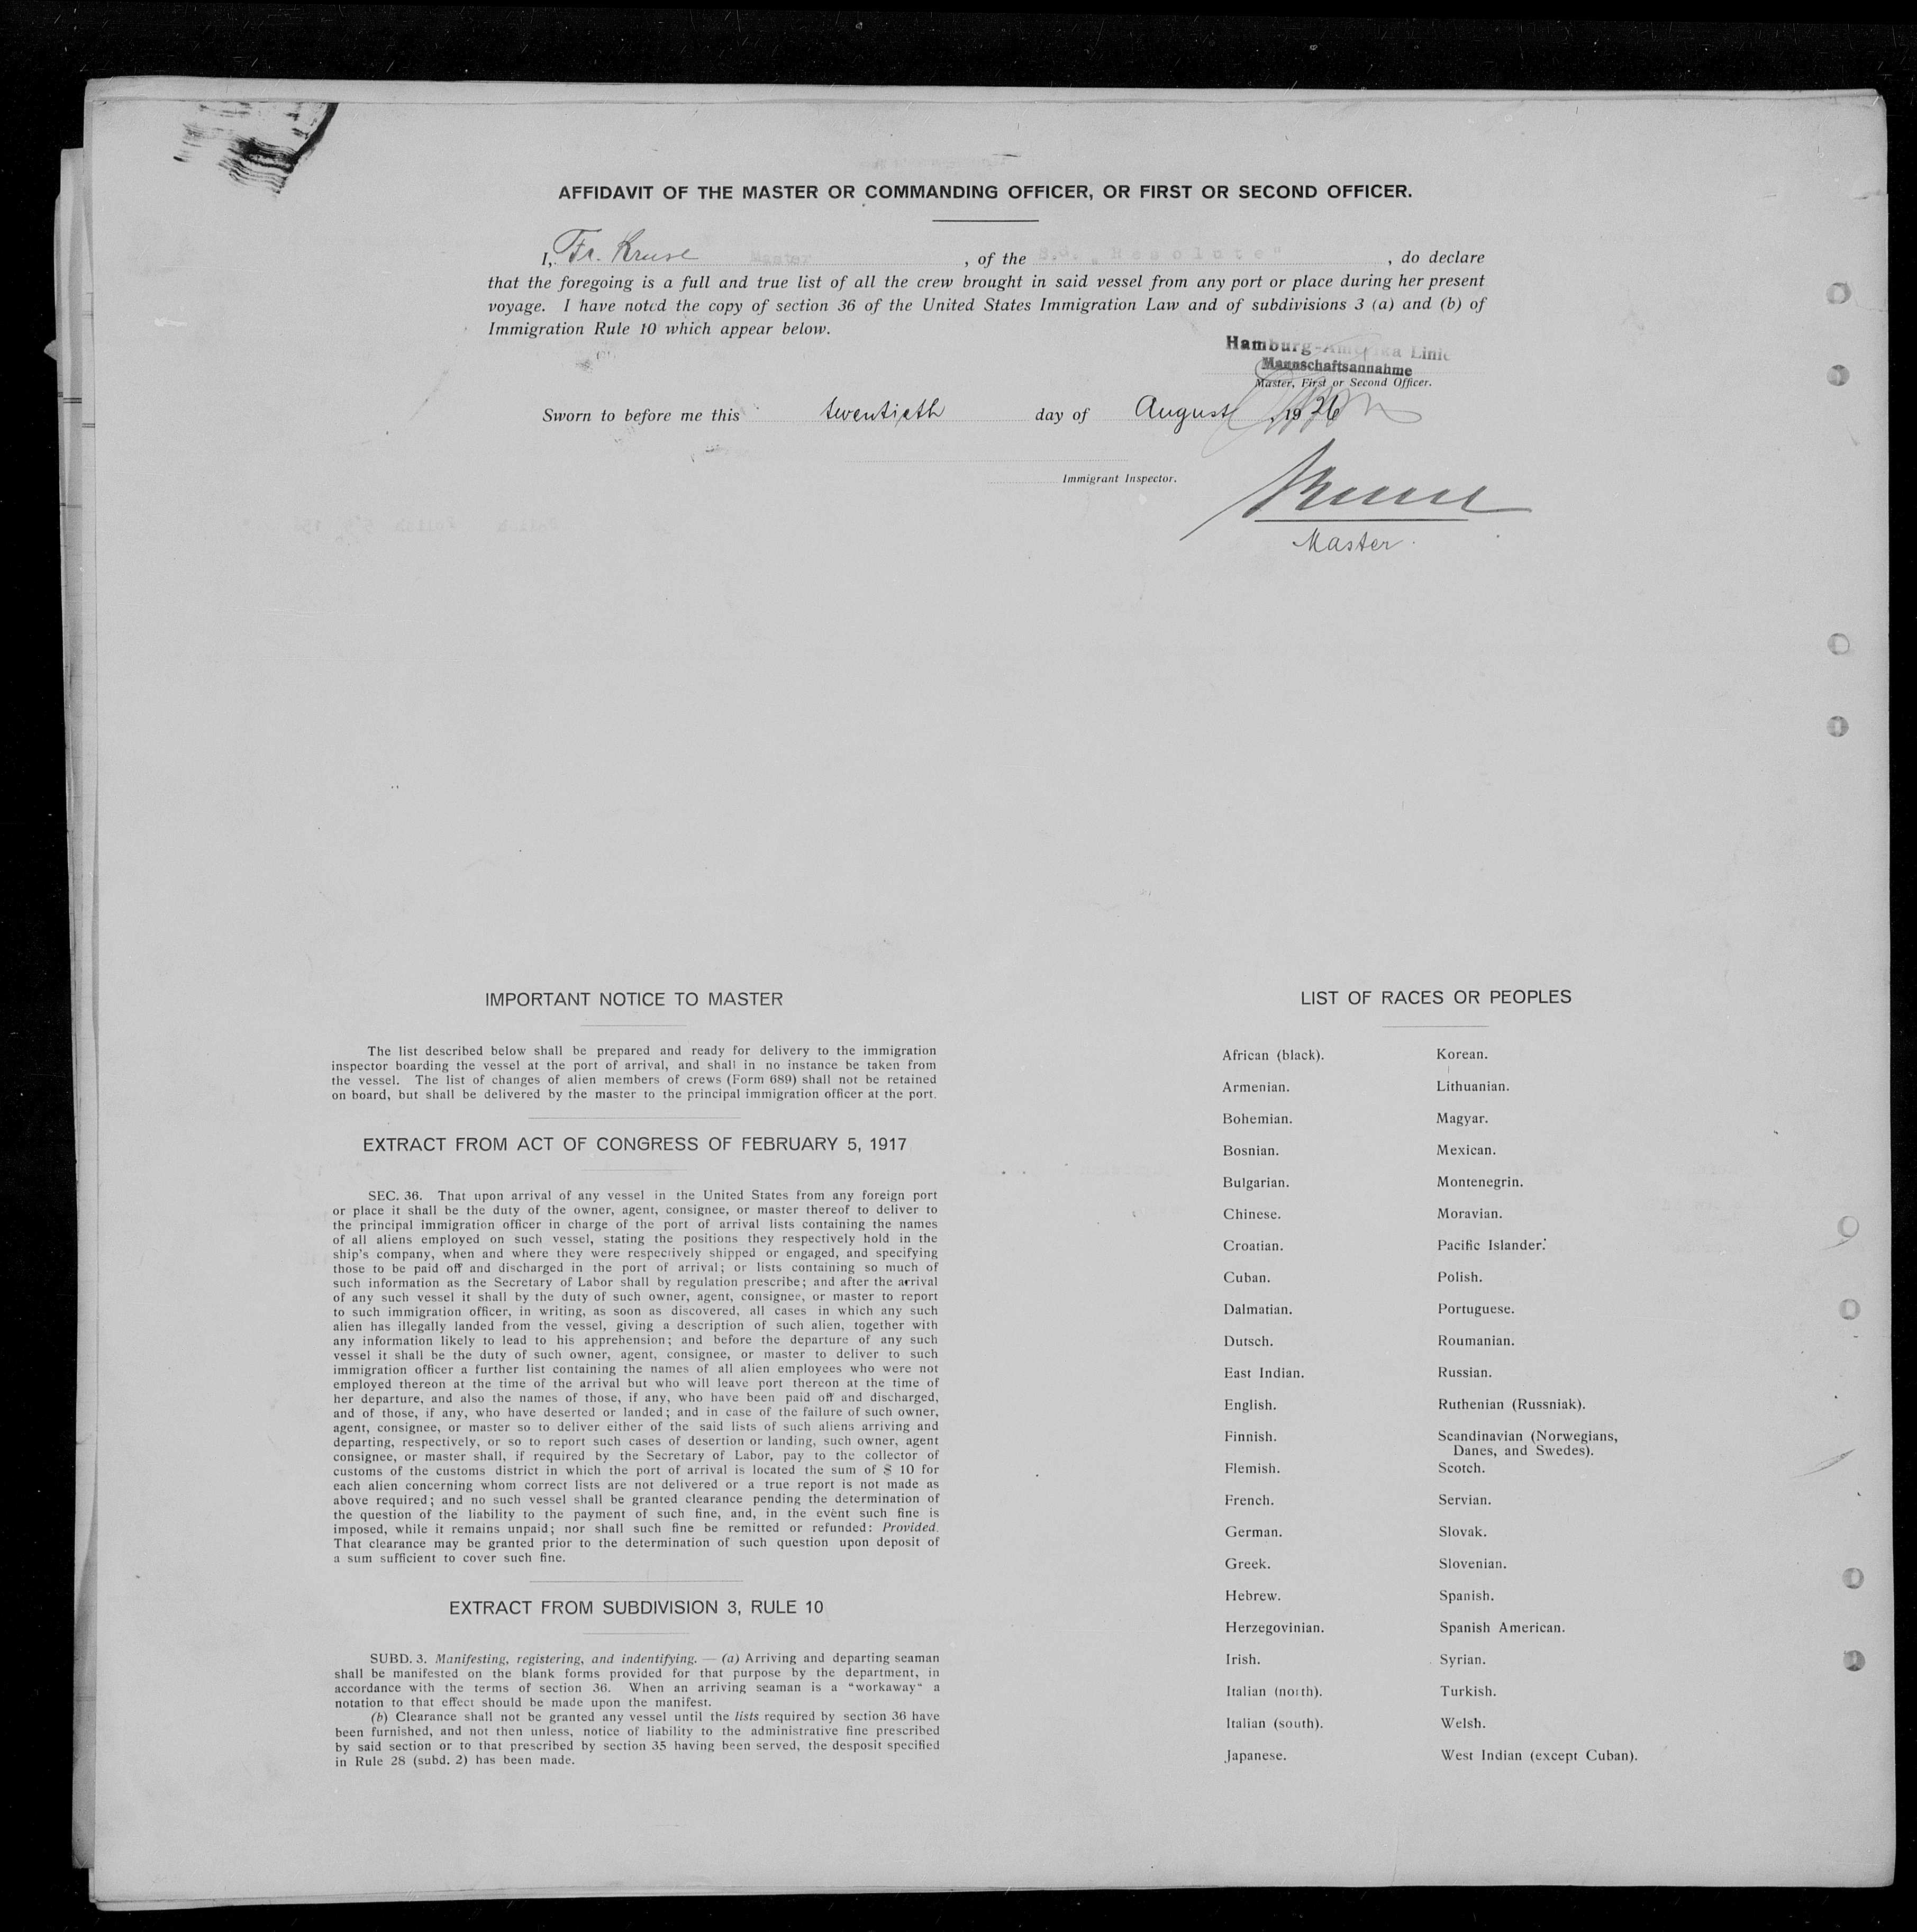 AFFIDAVIT OF THE MASTER OR COMMANDING OFFICER, OR FIRST OR SECOND OFFICER.
I, Fr. Kruse Master , of the S.S. „Resolute" , do declare
that the foregoing is a full and true list of all the crew brought in said vessel from any port or place during her present
voyage. I have noted the copy of section 36 of the United States Immigration Law and of subdivisions 3 (a) and (b) of
Immigration Rule 10 which appear below.
Hamburg-Amerika Linie
Mannschaftsannahme
Master, First or Second Officer.
Sworn to before me this twentieth day of August , 1926
Immigrant Inspector.
Kruse
Master.
IMPORTANT NOTICE TO MASTER
The list described below shall be prepared and ready for delivery to the immigration
inspector boarding the vessel at the port of arrival, and shall in no instance be taken from
the vessel. The list of changes of alien members of crews (Form 689) shall not be retained
on board, but shall be delivered by the master to the principal immigration officer at the port.
EXTRACT FROM ACT OF CONGRESS OF FEBRUARY 5, 1917
SEC. 36. That upon arrival of any vessel in the United States from any foreign port
or place it shall be the duty of the owner, agent, consignee, or master thereof to deliver to
the principal immigration officer in charge of the port of arrival lists containing the names
of all aliens employed on such vessel, stating the positions they respectively hold in the
ship's company, when and where they were respectively shipped or engaged, and specifying
those to be paid off and discharged in the port of arrival; or lists containing so much of
such information as the Secretary of Labor shall by regulation prescribe; and after the arrival
of any such vessel it shall by the duty of such owner, agent, consignee, or master to report
to such immigration officer, in writing, as soon as discovered, all cases in which any such
alien has illegally landed from the vessel, giving a description of such alien, together with
any information likely to lead to his apprehension; and before the departure of any such
vessel it shall be the duty of such owner, agent, consignee, or master to deliver to such
immigration officer a further list containing the names of all alien employees who were not
employed thereon at the time of the arrival but who will leave port thereon at the time of
her departure, and also the names of those, if any, who have been paid off and discharged,
and of those, if any, who have deserted or landed; and in case of the failure of such owner,
agent, consignee, or master so to deliver either of the said lists of such aliens arriving and
departing, respectively, or so to report such cases of desertion or landing, such owner, agent
consignee, or master shall, if required by the Secretary of Labor, pay to the collector of
customs of the customs district in which the port of arrival is located the sum of $ 10 for
each alien concerning whom correct lists are not delivered or a true report is not made as
above required; and no such vessel shall be granted clearance pending the determination of
the question of the liability to the payment of such fine, and, in the event such fine is
imposed, while it remains unpaid; nor shall such fine be remitted or refunded: Provided.
That clearance may be granted prior to the determination of such question upon deposit of
a sum sufficient to cover such fine.
EXTRACT FROM SUBDIVISION 3, RULE 10
SUBD. 3. Manifesting, registering, and indentifying. — (a) Arriving and departing seaman
shall be manifested on the blank forms provided for that purpose by the department, in
accordance with the terms of section 36. When an arriving seaman is a "workaway" a
notation to that effect should be made upon the manifest.
(b) Clearance shall not be granted any vessel until the lists required by section 36 have
been furnished, and not then unless, notice of liability to the administrative fine prescribed
by said section or to that prescribed by section 35 having been served, the desposit specified
in Rule 28 (subd. 2) has been made.
LIST OF RACES OR PEOPLES
African (black).
Armenian.
Bohemian.
Bosnian.
Bulgarian.
Chinese.
Croatian.
Cuban.
Dalmatian.
Dutsch.
East Indian.
English.
Finnish.
Flemish.
French.
German.
Greek.
Hebrew.
Herzegovinian.
Irish.
Italian (north).
Italian (south).
Japanese.
Korean.
Lithuanian.
Magyar.
Mexican.
Montenegrin.
Moravian.
Pacific Islander.
Polish.
Portuguese.
Roumanian.
Russian.
Ruthenian (Russniak).
Scandinavian (Norwegians,
Danes, and Swedes).
Scotch.
Servian.
Slovak.
Slovenian.
Spanish.
Spanish American.
Syrian.
Turkish.
Welsh.
West Indian (except Cuban).